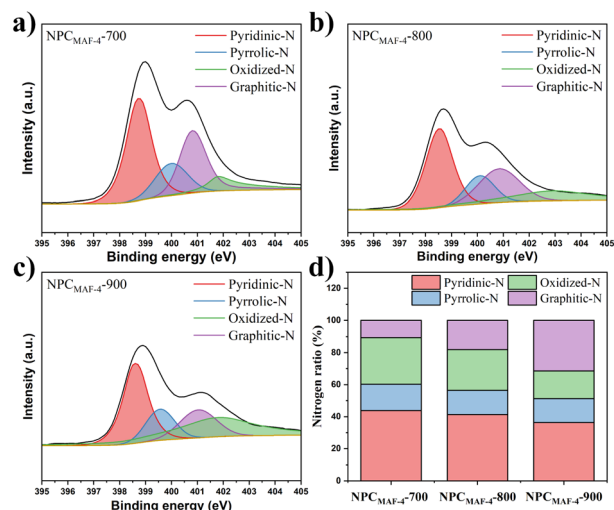 a)
NPCMAF-4-700
Pyridinic-N
Pyrrolic-N
Oxidized-N
Graphitic-N
Intensity (a.u.)
395 396 397 398 399 400 401 402 403 404 405
Binding energy (eV)
b)
NPCMAF-4-800
Pyridinic-N
Pyrrolic-N
Oxidized-N
Graphitic-N
Intensity (a.u.)
395 396 397 398 399 400 401 402 403 404 405
Binding energy (eV)
c)
NPCMAF-4-900
Pyridinic-N
Pyrrolic-N
Oxidized-N
Graphitic-N
Intensity (a.u.)
395 396 397 398 399 400 401 402 403 404 405
Binding energy (eV)
d)
Pyridinic-N Oxidized-N
Pyrrolic-N Graphitic-N
Nitrogen ratio (%)
120
100
80
60
40
20
0
NPCMAF-4-700 NPCMAF-4-800 NPCMAF-4-900